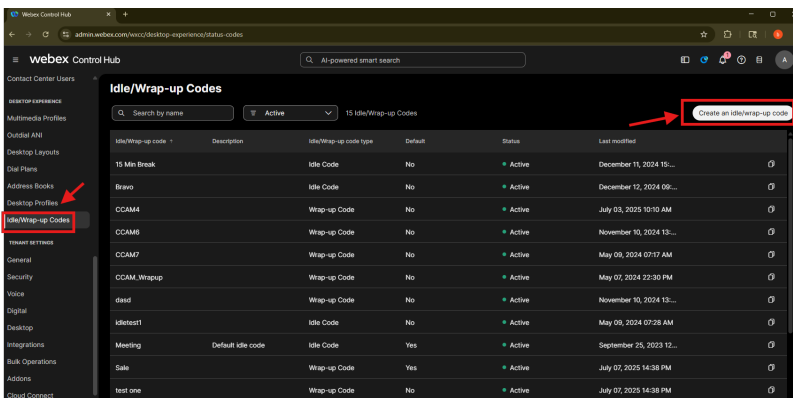 Webex Control Hub
admin.webex.com/wxcc/desktop-experience/status-codes
webex Control Hub
AI-powered smart search
A
Contact Center Users
DESKTOP EXPERIENCE
Multimedia Profiles
Outdial ANI
Desktop Layouts
Dial Plans
Address Books
Desktop Profiles
Idle/Wrap-up Codes
TENANT SETTINGS
General
Security
Voice
Digital
Desktop
Integrations
Bulk Operations
Addons
Cloud Connect
Idle/Wrap-up Codes
Search by name Active 15 Idle/Wrap-up Codes Create an idle/wrap-up code
Idle/Wrap-up code ↑ Description Idle/Wrap-up code type Default Status Last modified
15 Min Break Idle Code No Active December 11, 2024 15:...
Bravo Idle Code No Active December 12, 2024 09:...
CCAM4 Wrap-up Code No Active July 03, 2025 10:10 AM
CCAM6 Wrap-up Code No Active November 10, 2024 13:...
CCAM7 Wrap-up Code No Active May 09, 2024 07:17 AM
CCAM_Wrapup Wrap-up Code No Active May 07, 2024 22:30 PM
dasd Wrap-up Code No Active November 10, 2024 13:...
idletest1 Idle Code No Active May 09, 2024 07:28 AM
Meeting Default idle code Idle Code Yes Active September 25, 2023 12...
Sale Wrap-up Code Yes Active July 07, 2025 14:38 PM
test one Wrap-up Code No Active July 07, 2025 14:38 PM